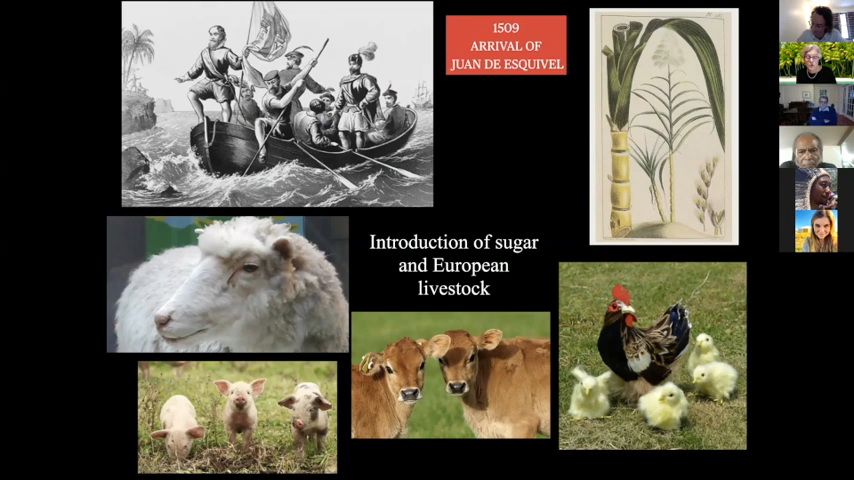 1509
ARRIVAL OF
JUAN DE ESQUIVEL
Introduction of sugar
and European
livestock